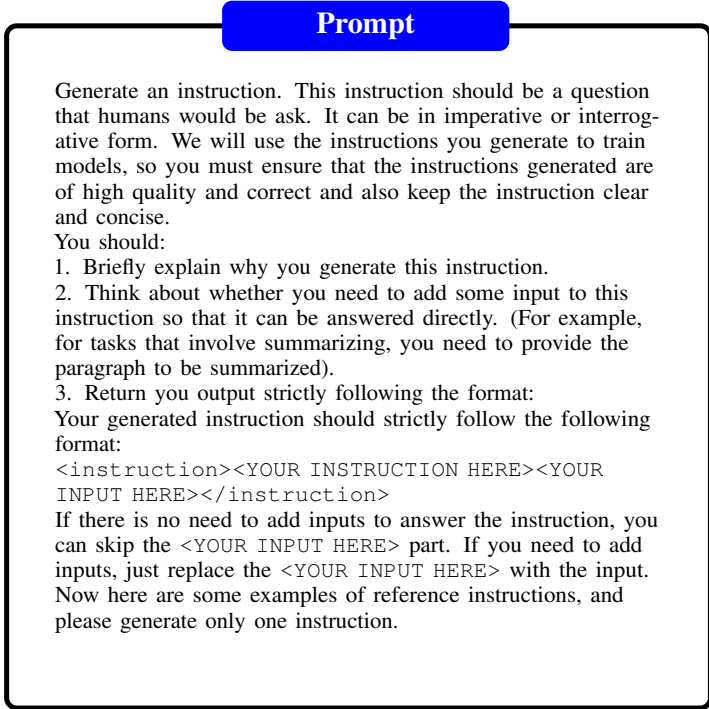 Prompt
Generate an instruction. This instruction should be a question
that humans would be ask. It can be in imperative or interrog-
ative form. We will use the instructions you generate to train
models, so you must ensure that the instructions generated are
of high quality and correct and also keep the instruction clear
and concise.
You should:
1. Briefly explain why you generate this instruction.
2. Think about whether you need to add some input to this
instruction so that it can be answered directly. (For example,
for tasks that involve summarizing, you need to provide the
paragraph to be summarized).
3. Return you output strictly following the format:
Your generated instruction should strictly follow the following
format:
<instruction><YOUR INSTRUCTION HERE><YOUR
INPUT HERE></instruction>
If there is no need to add inputs to answer the instruction, you
can skip the <YOUR INPUT HERE> part. If you need to add
inputs, just replace the <YOUR INPUT HERE> with the input.
Now here are some examples of reference instructions, and
please generate only one instruction.